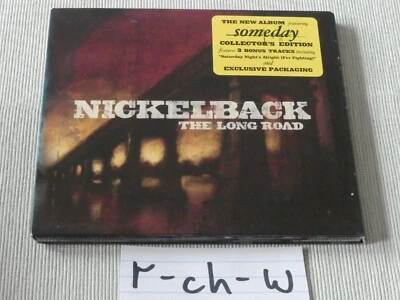 THE NEW ALBUM featuring
someday
COLLECTOR'S EDITION
features 3 BONUS TRACKS including
"Saturday Night's Alright (For Fighting)"
and
EXCLUSIVE PACKAGING
NICKELBACK
THE LONG ROAD
r-ch-w